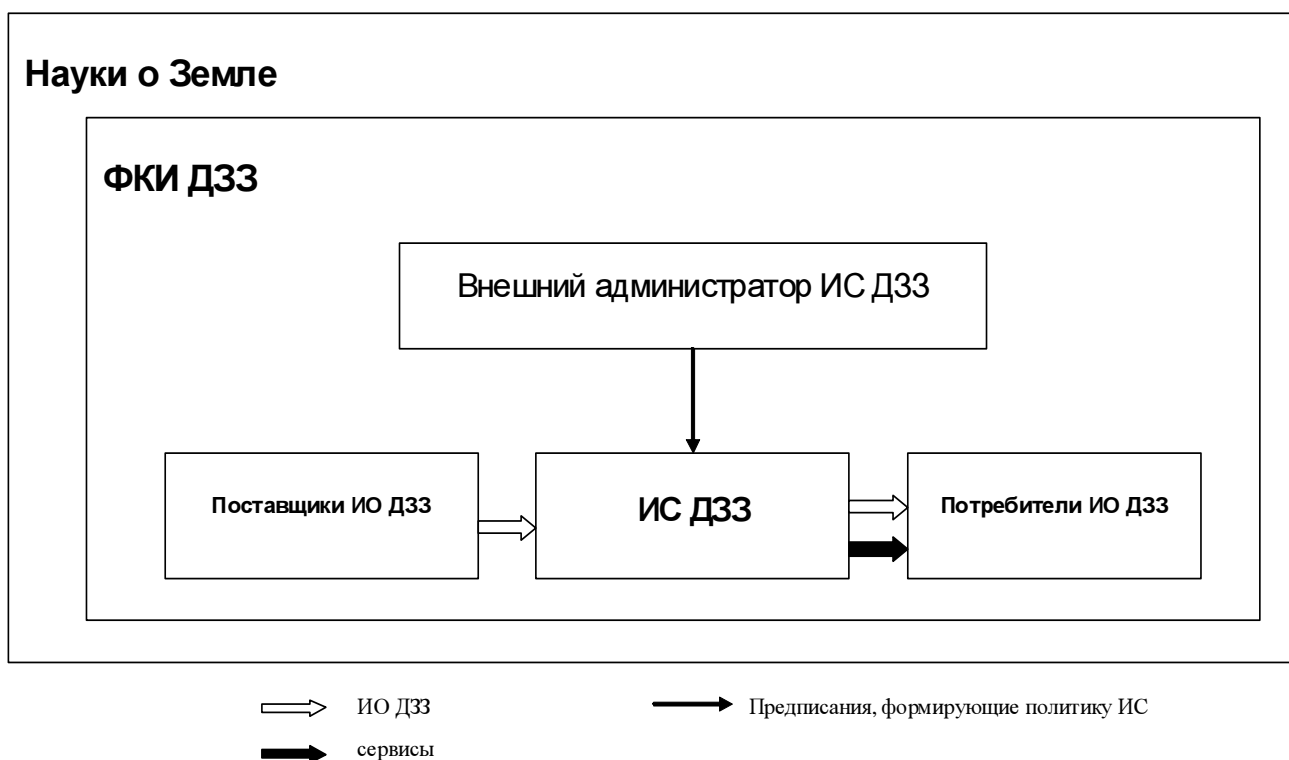 Науки о Земле
ФКИ ДЗЗ
Внешний администратор ИС ДЗЗ
Поставщики ИО ДЗЗ
ИС ДЗЗ
Потребители ИО ДЗЗ
ИО ДЗЗ
Предписания, формирующие политику ИС
сервисы